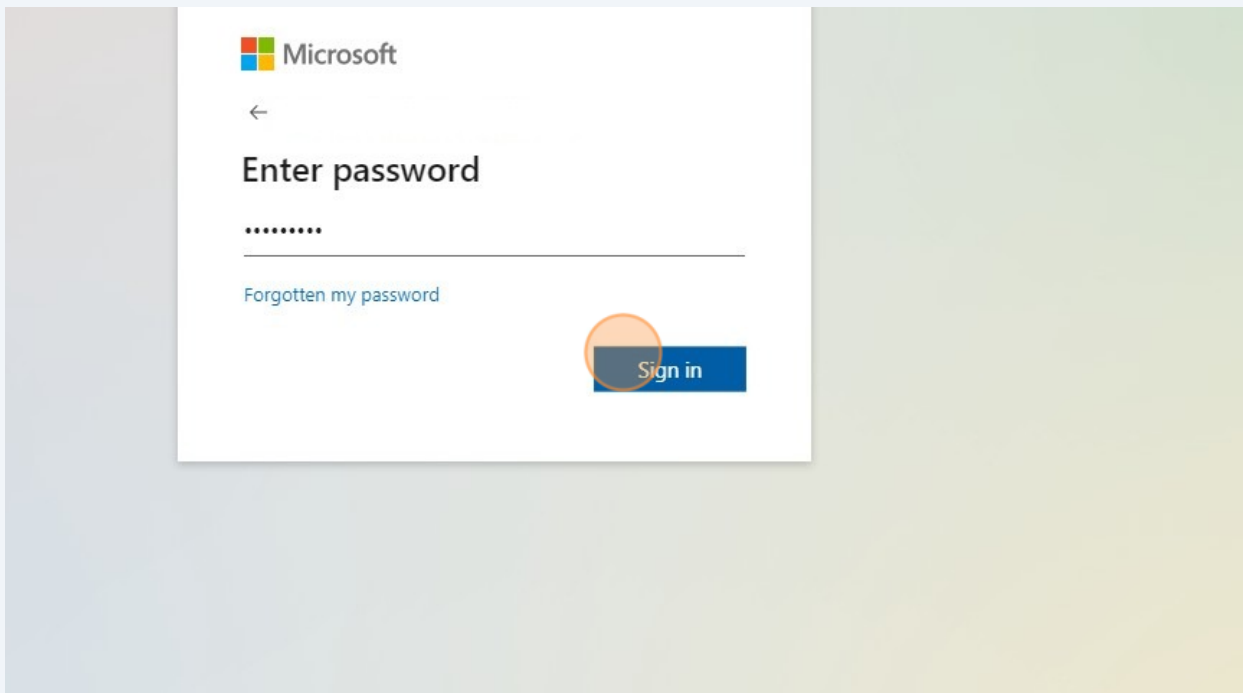 Microsoft
←
Enter password
•••••••••
Forgotten my password
Sign in